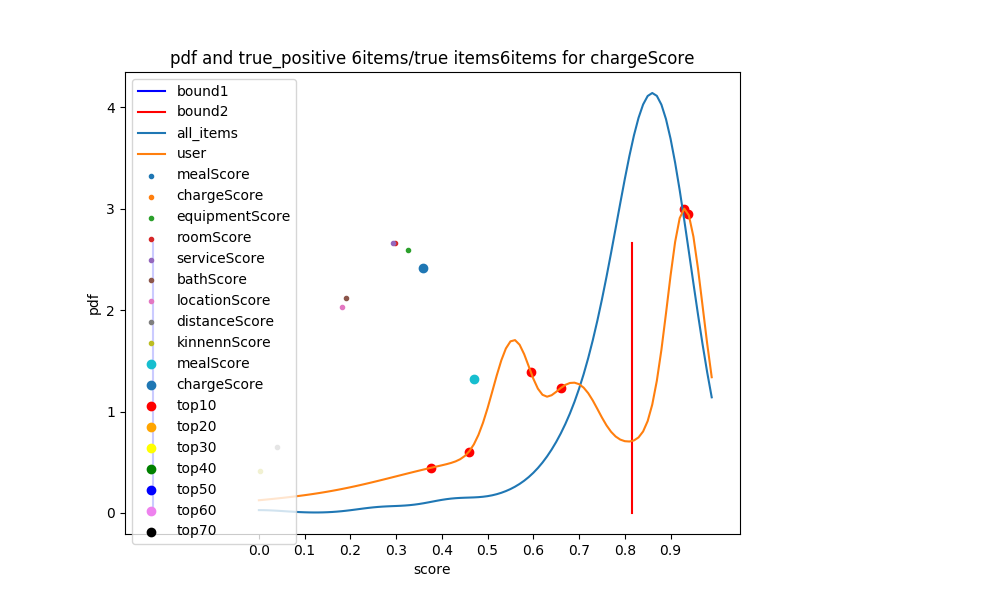 pdf and true_positive 6items/true items6items for chargeScore
bound1
bound2
all_items
user
mealScore
chargeScore
equipmentScore
roomScore
serviceScore
bathScore
locationScore
distanceScore
kinnennScore
mealScore
chargeScore
top10
top20
top30
top40
top50
top60
top70
pdf
4
3
2
1
0
0.0 0.1 0.2 0.3 0.4 0.5 0.6 0.7 0.8 0.9
score